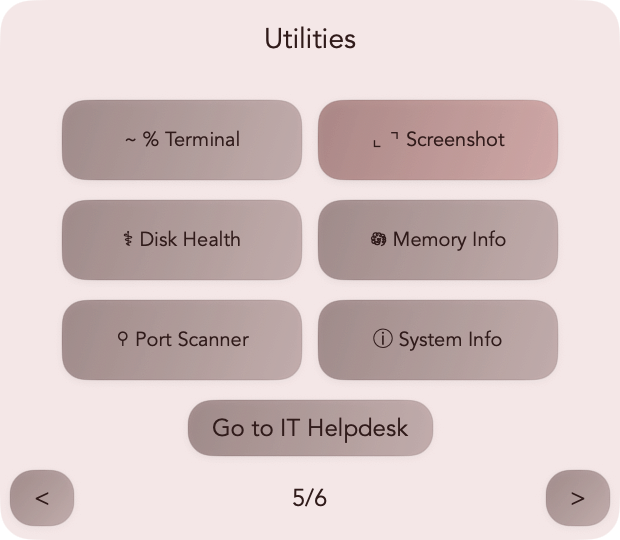 Utilities
~ % Terminal
⌞ ⌝ Screenshot
⚕ Disk Health
Memory Info
⚲ Port Scanner
ⓘ System Info
Go to IT Helpdesk
<
5/6
>